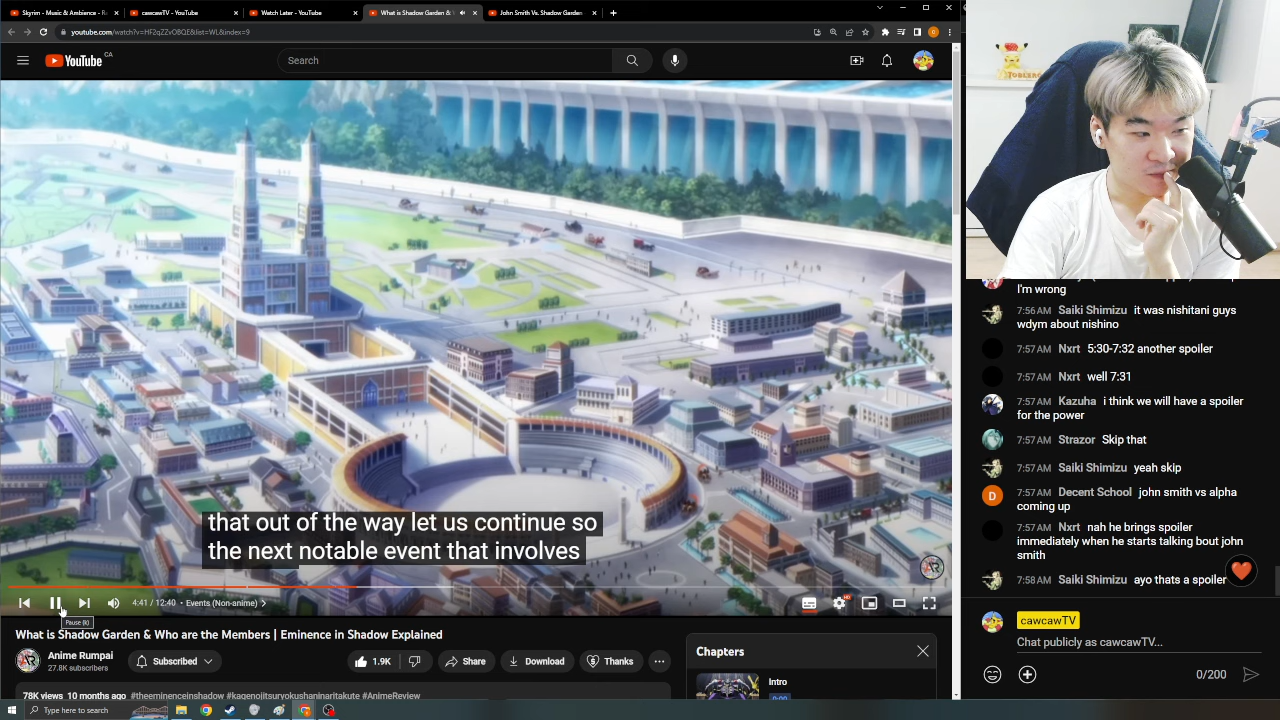 Skyrim - Music & Ambience - R
cawcawTV - YouTube
Watch Later - YouTube
What is Shadow Garden &
John Smith Vs. Shadow Garden
youtube.com/watch?v=HF2qZZvOBQE&list=WL&index=9
YouTube CA
Search
TOBLERO
that out of the way let us continue so
the next notable event that involves
4:41 / 12:40 • Events (Non-anime)
HD
Pause (k)
What is Shadow Garden & Who are the Members | Eminence in Shadow Explained
Anime Rumpai
27.8K subscribers
Subscribed
1.9K
Share
Download
Thanks
78K views 10 months ago #theeminenceinshadow #kagenojitsuryokushaninaritakute #AnimeReview
Chapters
Intro
0:00
I'm wrong
7:56 AM Saiki Shimizu it was nishitani guys
wdym about nishino
7:57 AM Nxrt 5:30-7:32 another spoiler
7:57 AM Nxrt well 7:31
7:57 AM Kazuha i think we will have a spoiler
for the power
7:57 AM Strazor Skip that
7:57 AM Saiki Shimizu yeah skip
D 7:57 AM Decent School john smith vs alpha
coming up
7:57 AM Nxrt nah he brings spoiler
immediately when he starts talking bout john
smith
7:58 AM Saiki Shimizu ayo thats a spoiler
cawcawTV
Chat publicly as cawcawTV...
0/200
Type here to search